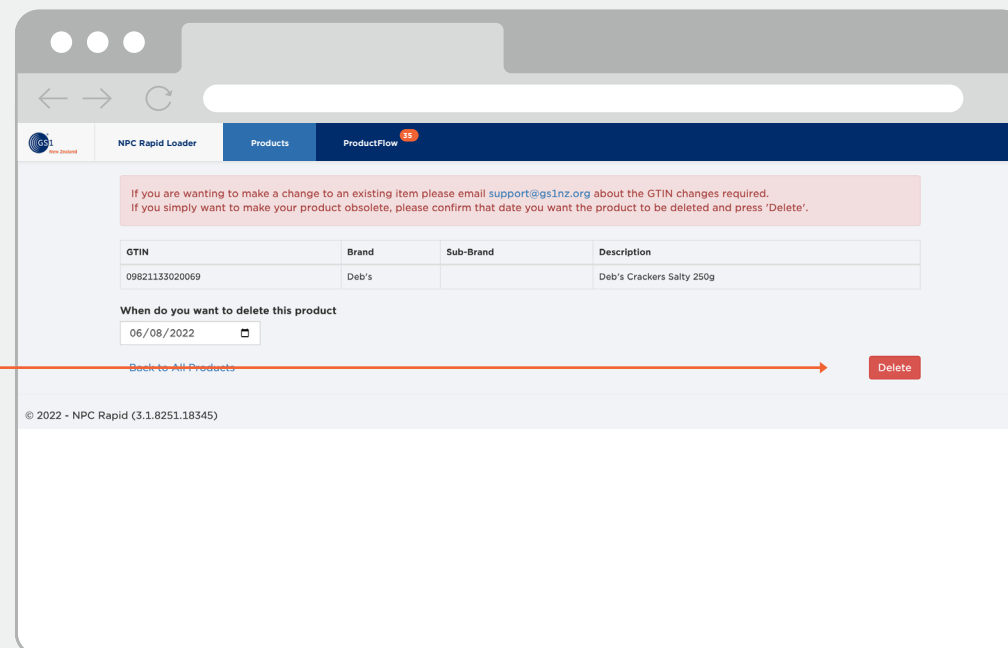 GS1
New Zealand
NPC Rapid Loader
Products
ProductFlow
35
If you are wanting to make a change to an existing item please email support@gs1nz.org about the GTIN changes required.
If you simply want to make your product obsolete, please confirm that date you want the product to be deleted and press 'Delete'.
GTIN Brand Sub-Brand Description
09821133020069 Deb's Deb's Crackers Salty 250g
When do you want to delete this product
06/08/2022
Back to All Products
Delete
© 2022 - NPC Rapid (3.1.8251.18345)